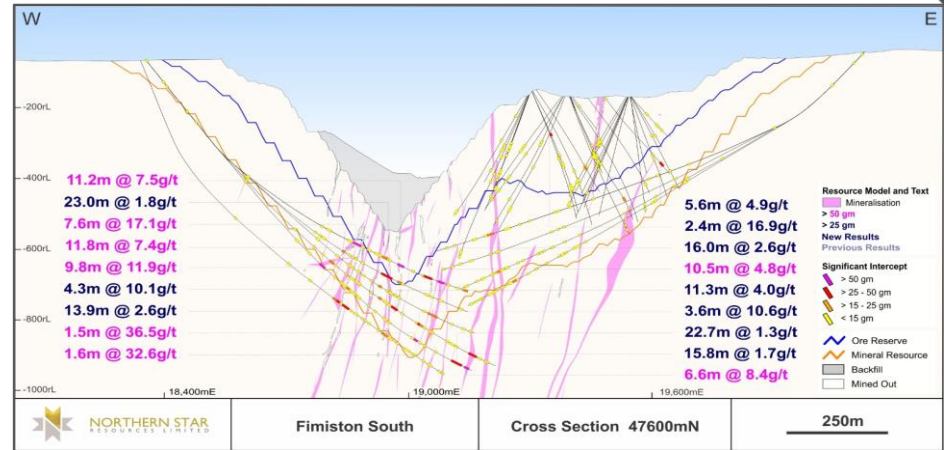 W
E
-200rL
-400rL
-600rL
-800rL
-1000rL
11.2m @ 7.5g/t
23.0m @ 1.8g/t
7.6m @ 17.1g/t
11.8m @ 7.4g/t
9.8m @ 11.9g/t
4.3m @ 10.1g/t
13.9m @ 2.6g/t
1.5m @ 36.5g/t
1.6m @ 32.6g/t
5.6m @ 4.9g/t
2.4m @ 16.9g/t
16.0m @ 2.6g/t
10.5m @ 4.8g/t
11.3m @ 4.0g/t
3.6m @ 10.6g/t
22.7m @ 1.3g/t
15.8m @ 1.7g/t
6.6m @ 8.4g/t
Resource Model and Text
Mineralisation
> 50 gm
> 25 gm
New Results
Previous Results
Significant Intercept
> 50 gm
> 25 - 50 gm
> 15 - 25 gm
< 15 gm
Ore Reserve
Mineral Resource
Backfill
Mined Out
18,400mE
19,000mE
19,600mE
NORTHERN STAR
RESOURCES LIMITED
Fimiston South
Cross Section 47600mN
250m